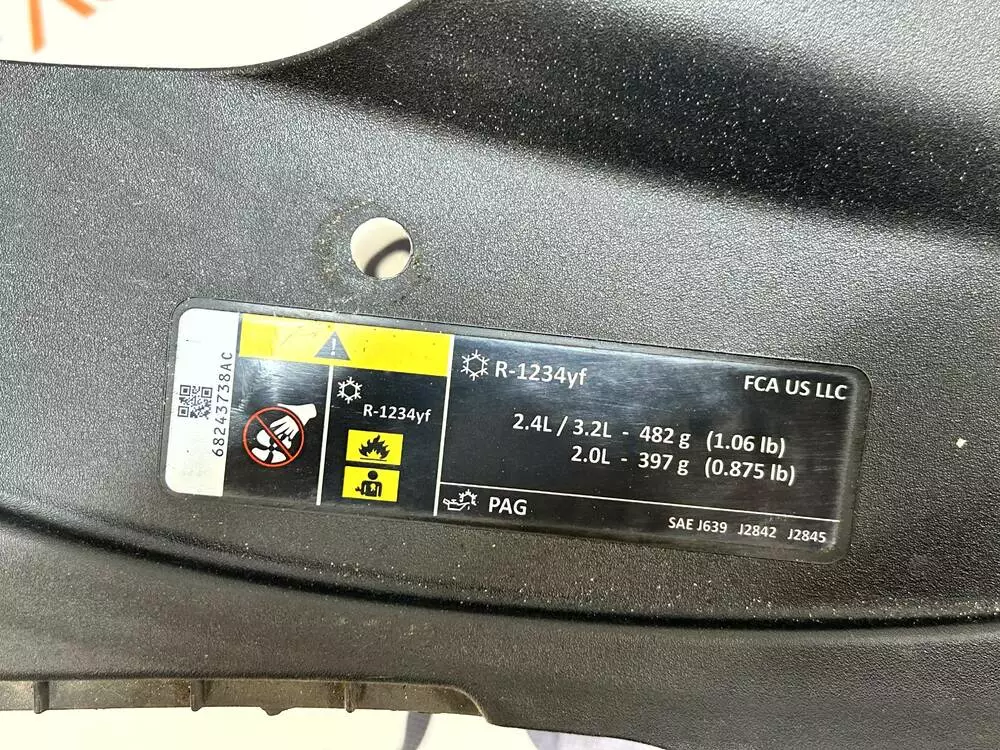 68243738AC
R-1234yf
R-1234yf
FCA US LLC
2.4L / 3.2L - 482 g (1.06 lb)
2.0L - 397 g (0.875 lb)
PAG
SAE J639 J2842 J2845